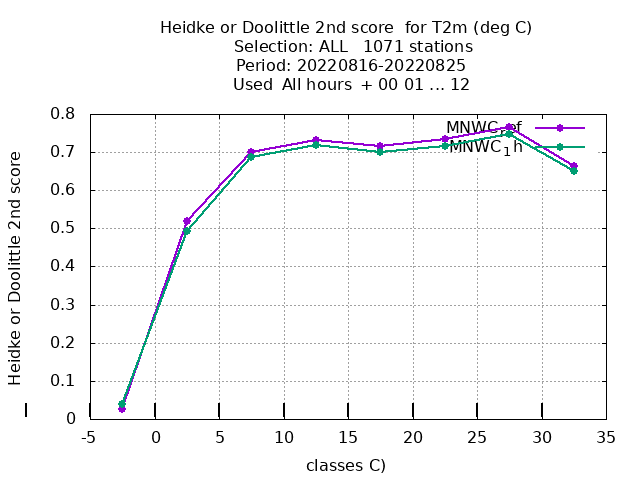 Heidke or Doolittle 2nd score  for T2m (deg C)
Selection: ALL   1071 stations
Period: 20220816-20220825
Used  All hours  + 00 01 ... 12
Heidke or Doolittle 2nd score
0.8
0.7
0.6
0.5
0.4
0.3
0.2
0.1
0
MNWC_ref
MNWC_1h
-5 0 5 10 15 20 25 30 35
classes C)